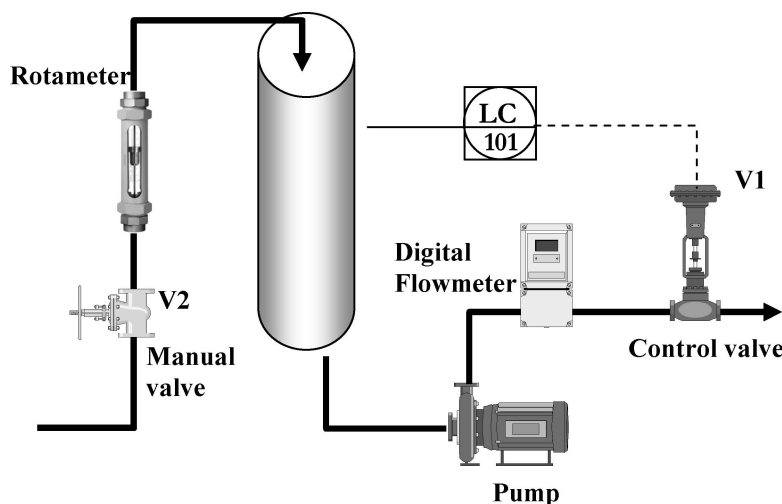 Rotameter
LC
101
V1
Digital
Flowmeter
V2
Manual
valve
Control valve
Pump